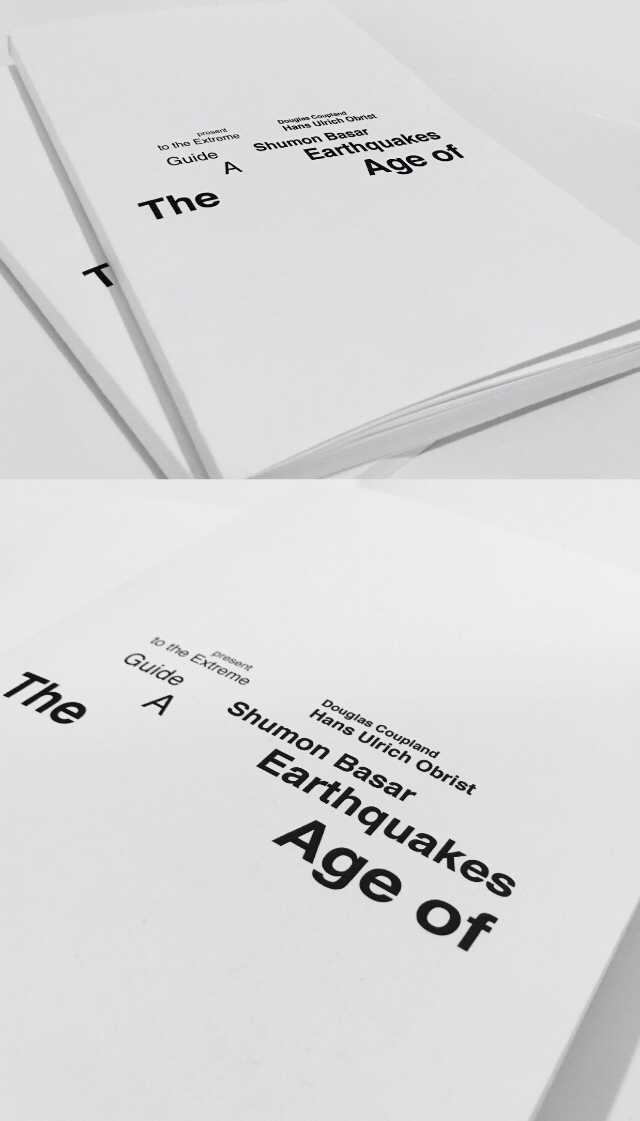 present
to the Extreme
Guide
A
The
Douglas Coupland
Hans Ulrich Obrist
Shumon Basar
Earthquakes
Age of
T
present
to the Extreme
Guide
A
The
Douglas Coupland
Hans Ulrich Obrist
Shumon Basar
Earthquakes
Age of